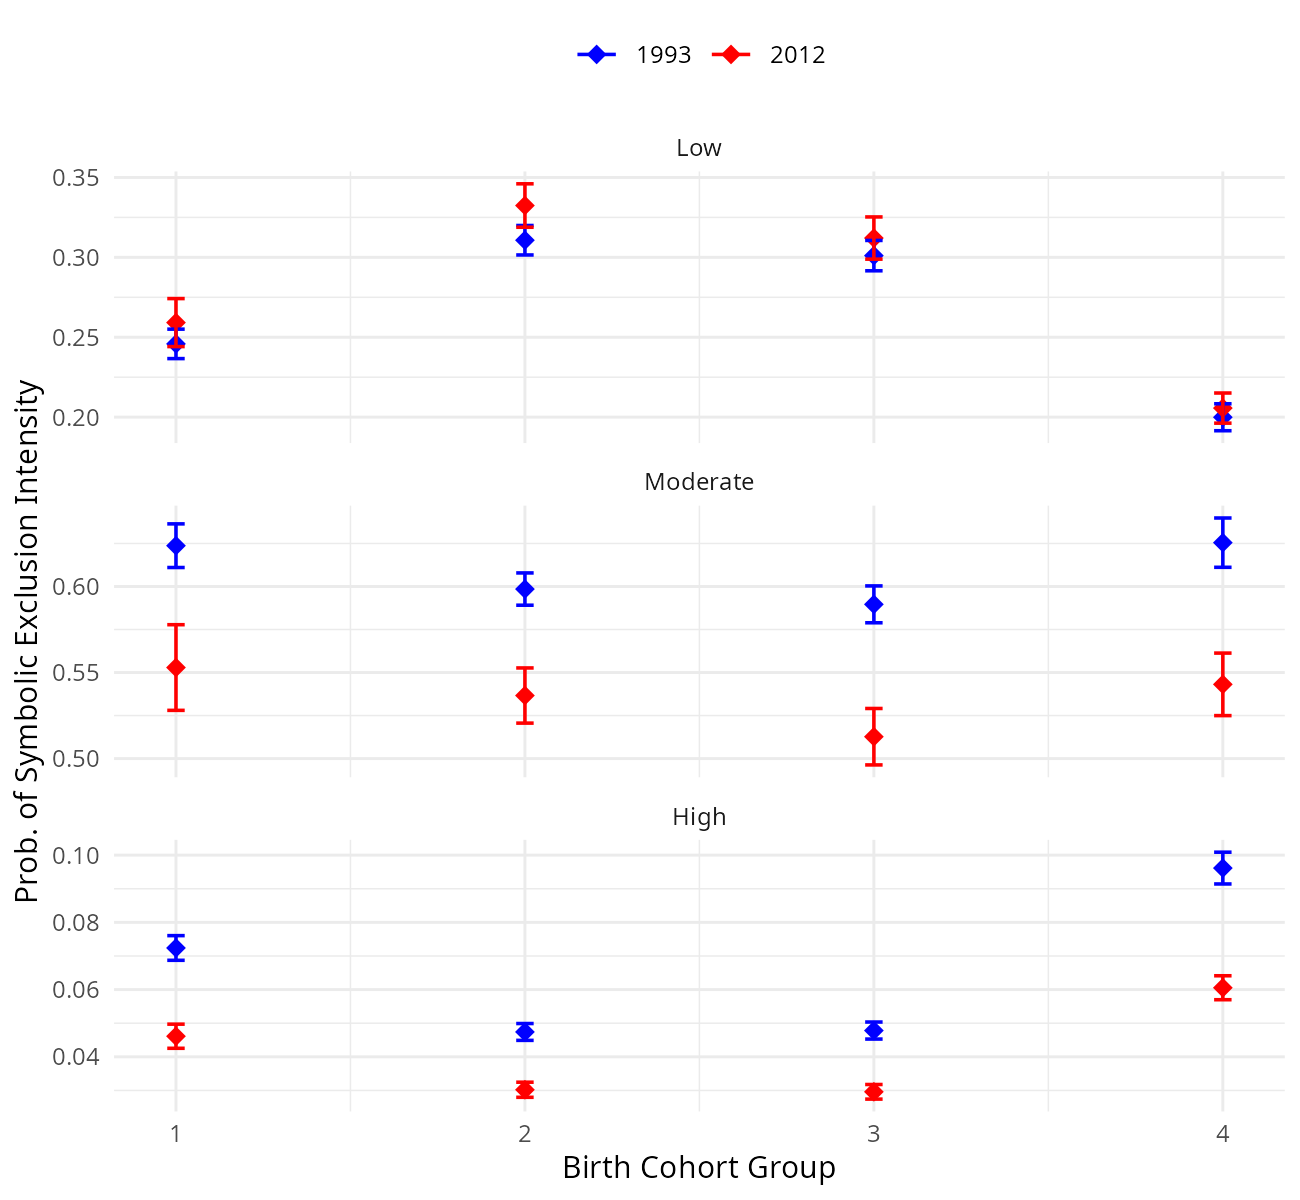 1993 2012
Low
0.35
0.30
0.25
0.20
Moderate
0.60
0.55
0.50
High
0.10
0.08
0.06
0.04
1 2 3 4
Birth Cohort Group
Prob. of Symbolic Exclusion Intensity